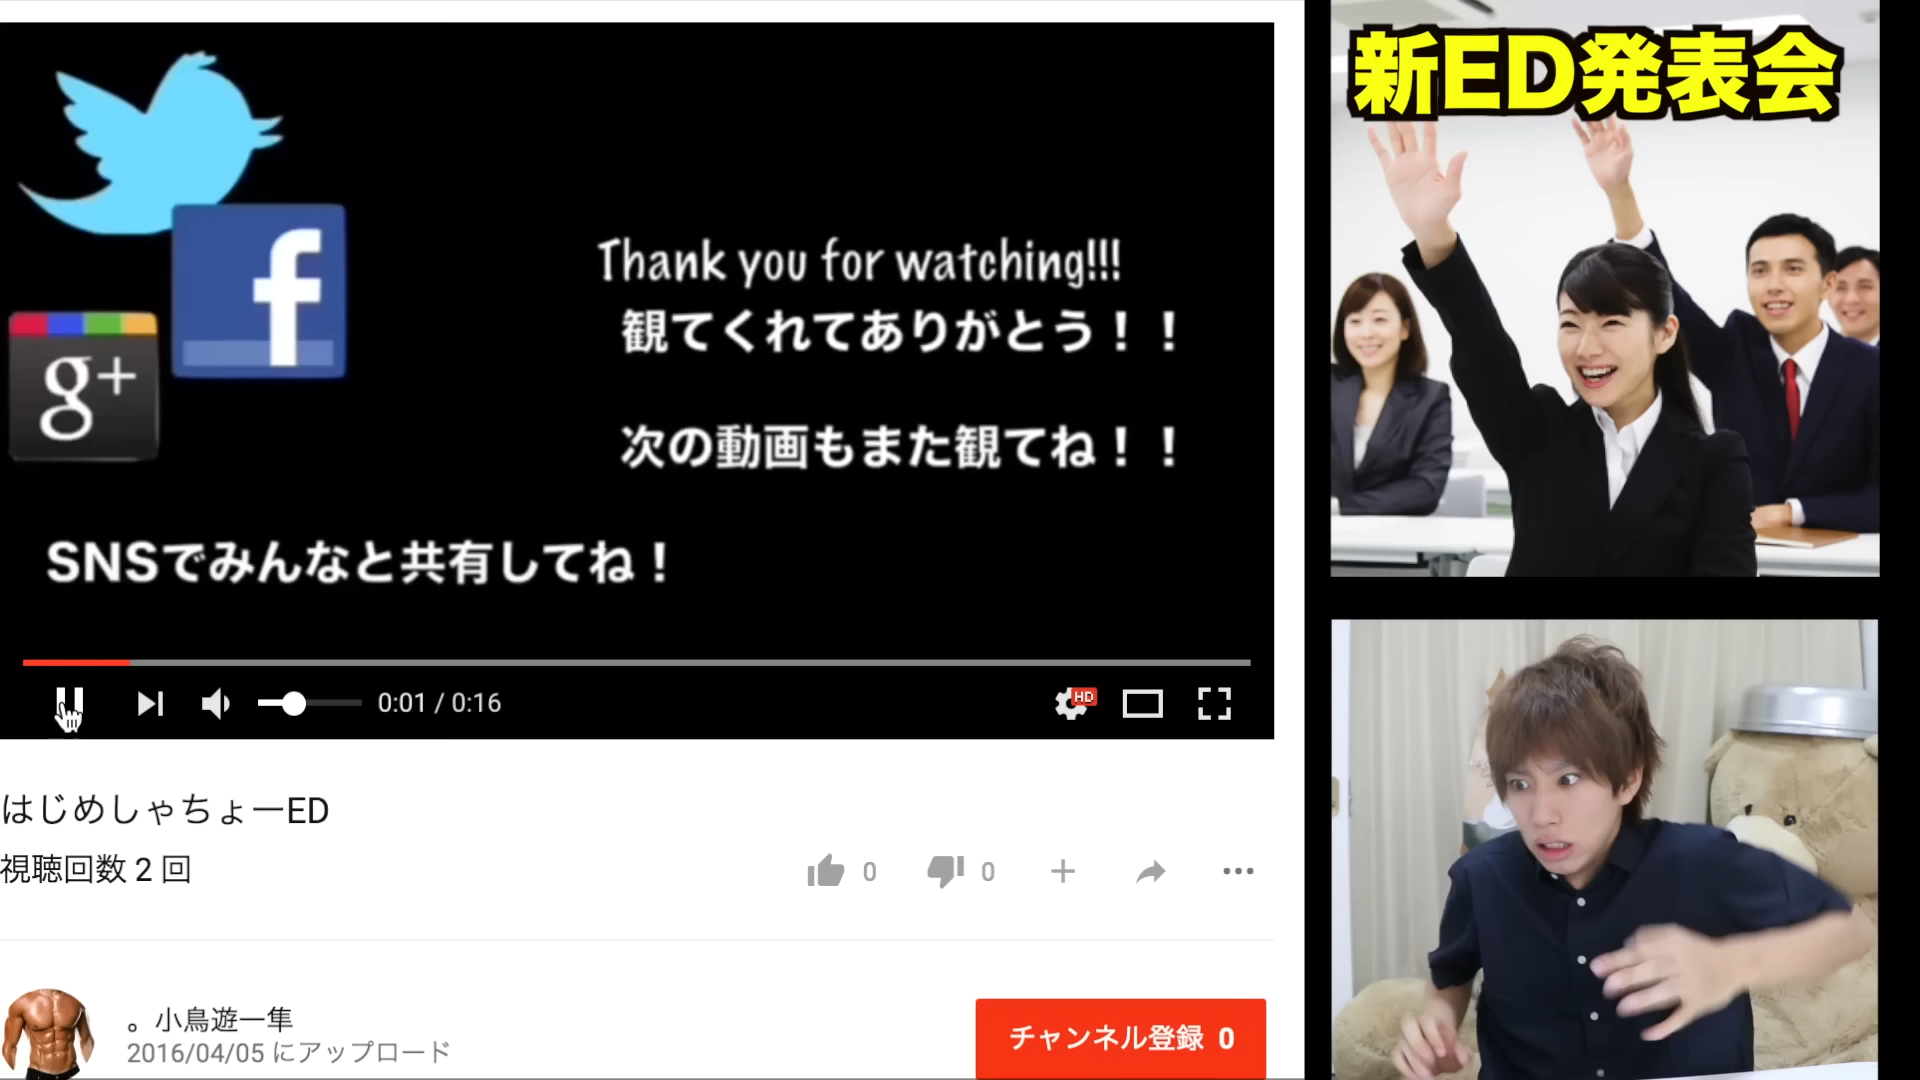 新ED発表会
Thank you for watching!!!
観てくれてありがとう！！
次の動画もまた観てね！！
SNSでみんなと共有してね！
f
g+
0:01 / 0:16
HD
はじめしゃちょーED
視聴回数 2 回
0
0
。小鳥遊一隼
2016/04/05 にアップロード
チャンネル登録 0